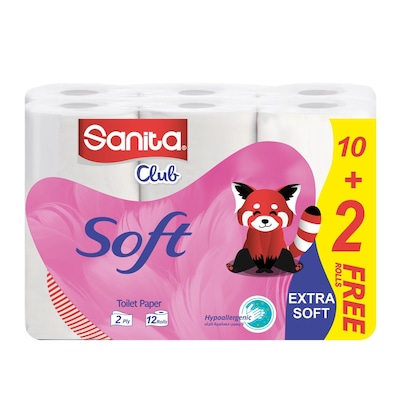 Sanita®
Club
Soft
Toilet Paper
2 Ply
12 Rolls
Hypoallergenic
10
+
2
FREE
ROLLS
EXTRA
SOFT